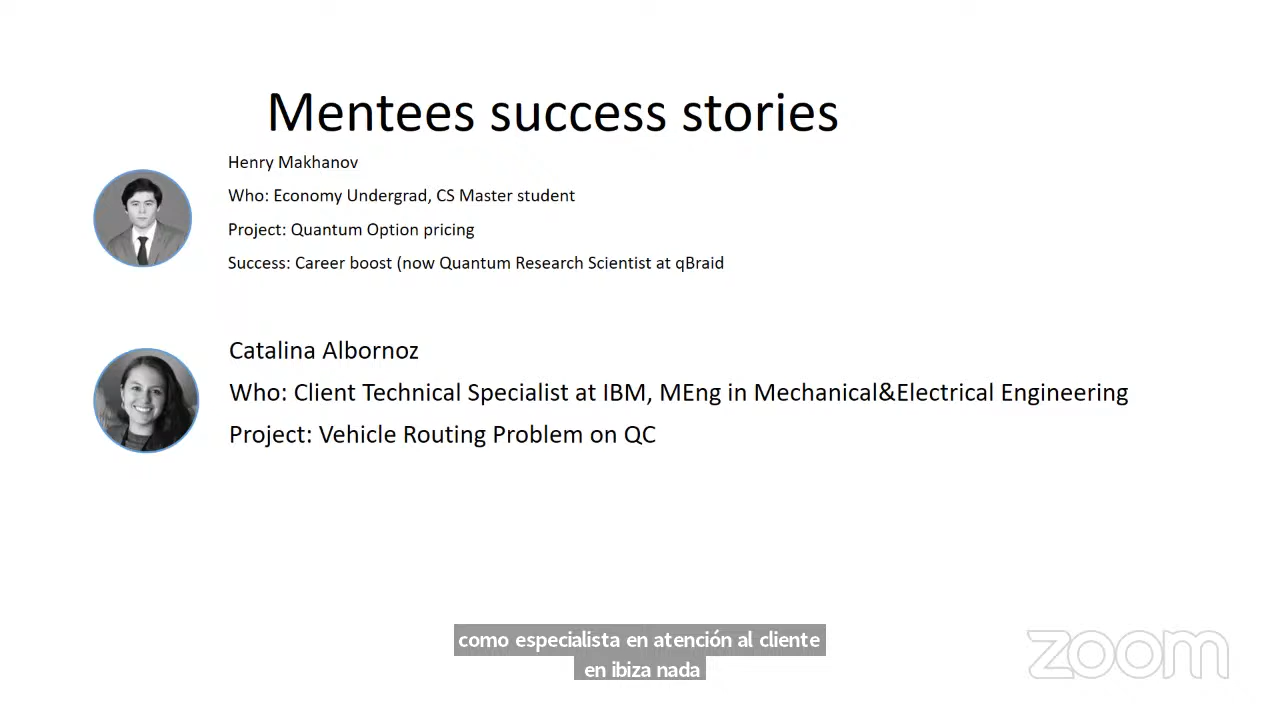 Mentees success stories
Henry Makhanov
Who: Economy Undergrad, CS Master student
Project: Quantum Option pricing
Success: Career boost (now Quantum Research Scientist at qBraid
Catalina Albornoz
Who: Client Technical Specialist at IBM, MEng in Mechanical&Electrical Engineering
Project: Vehicle Routing Problem on QC
como especialista en atención al cliente
en ibiza nada
zoom